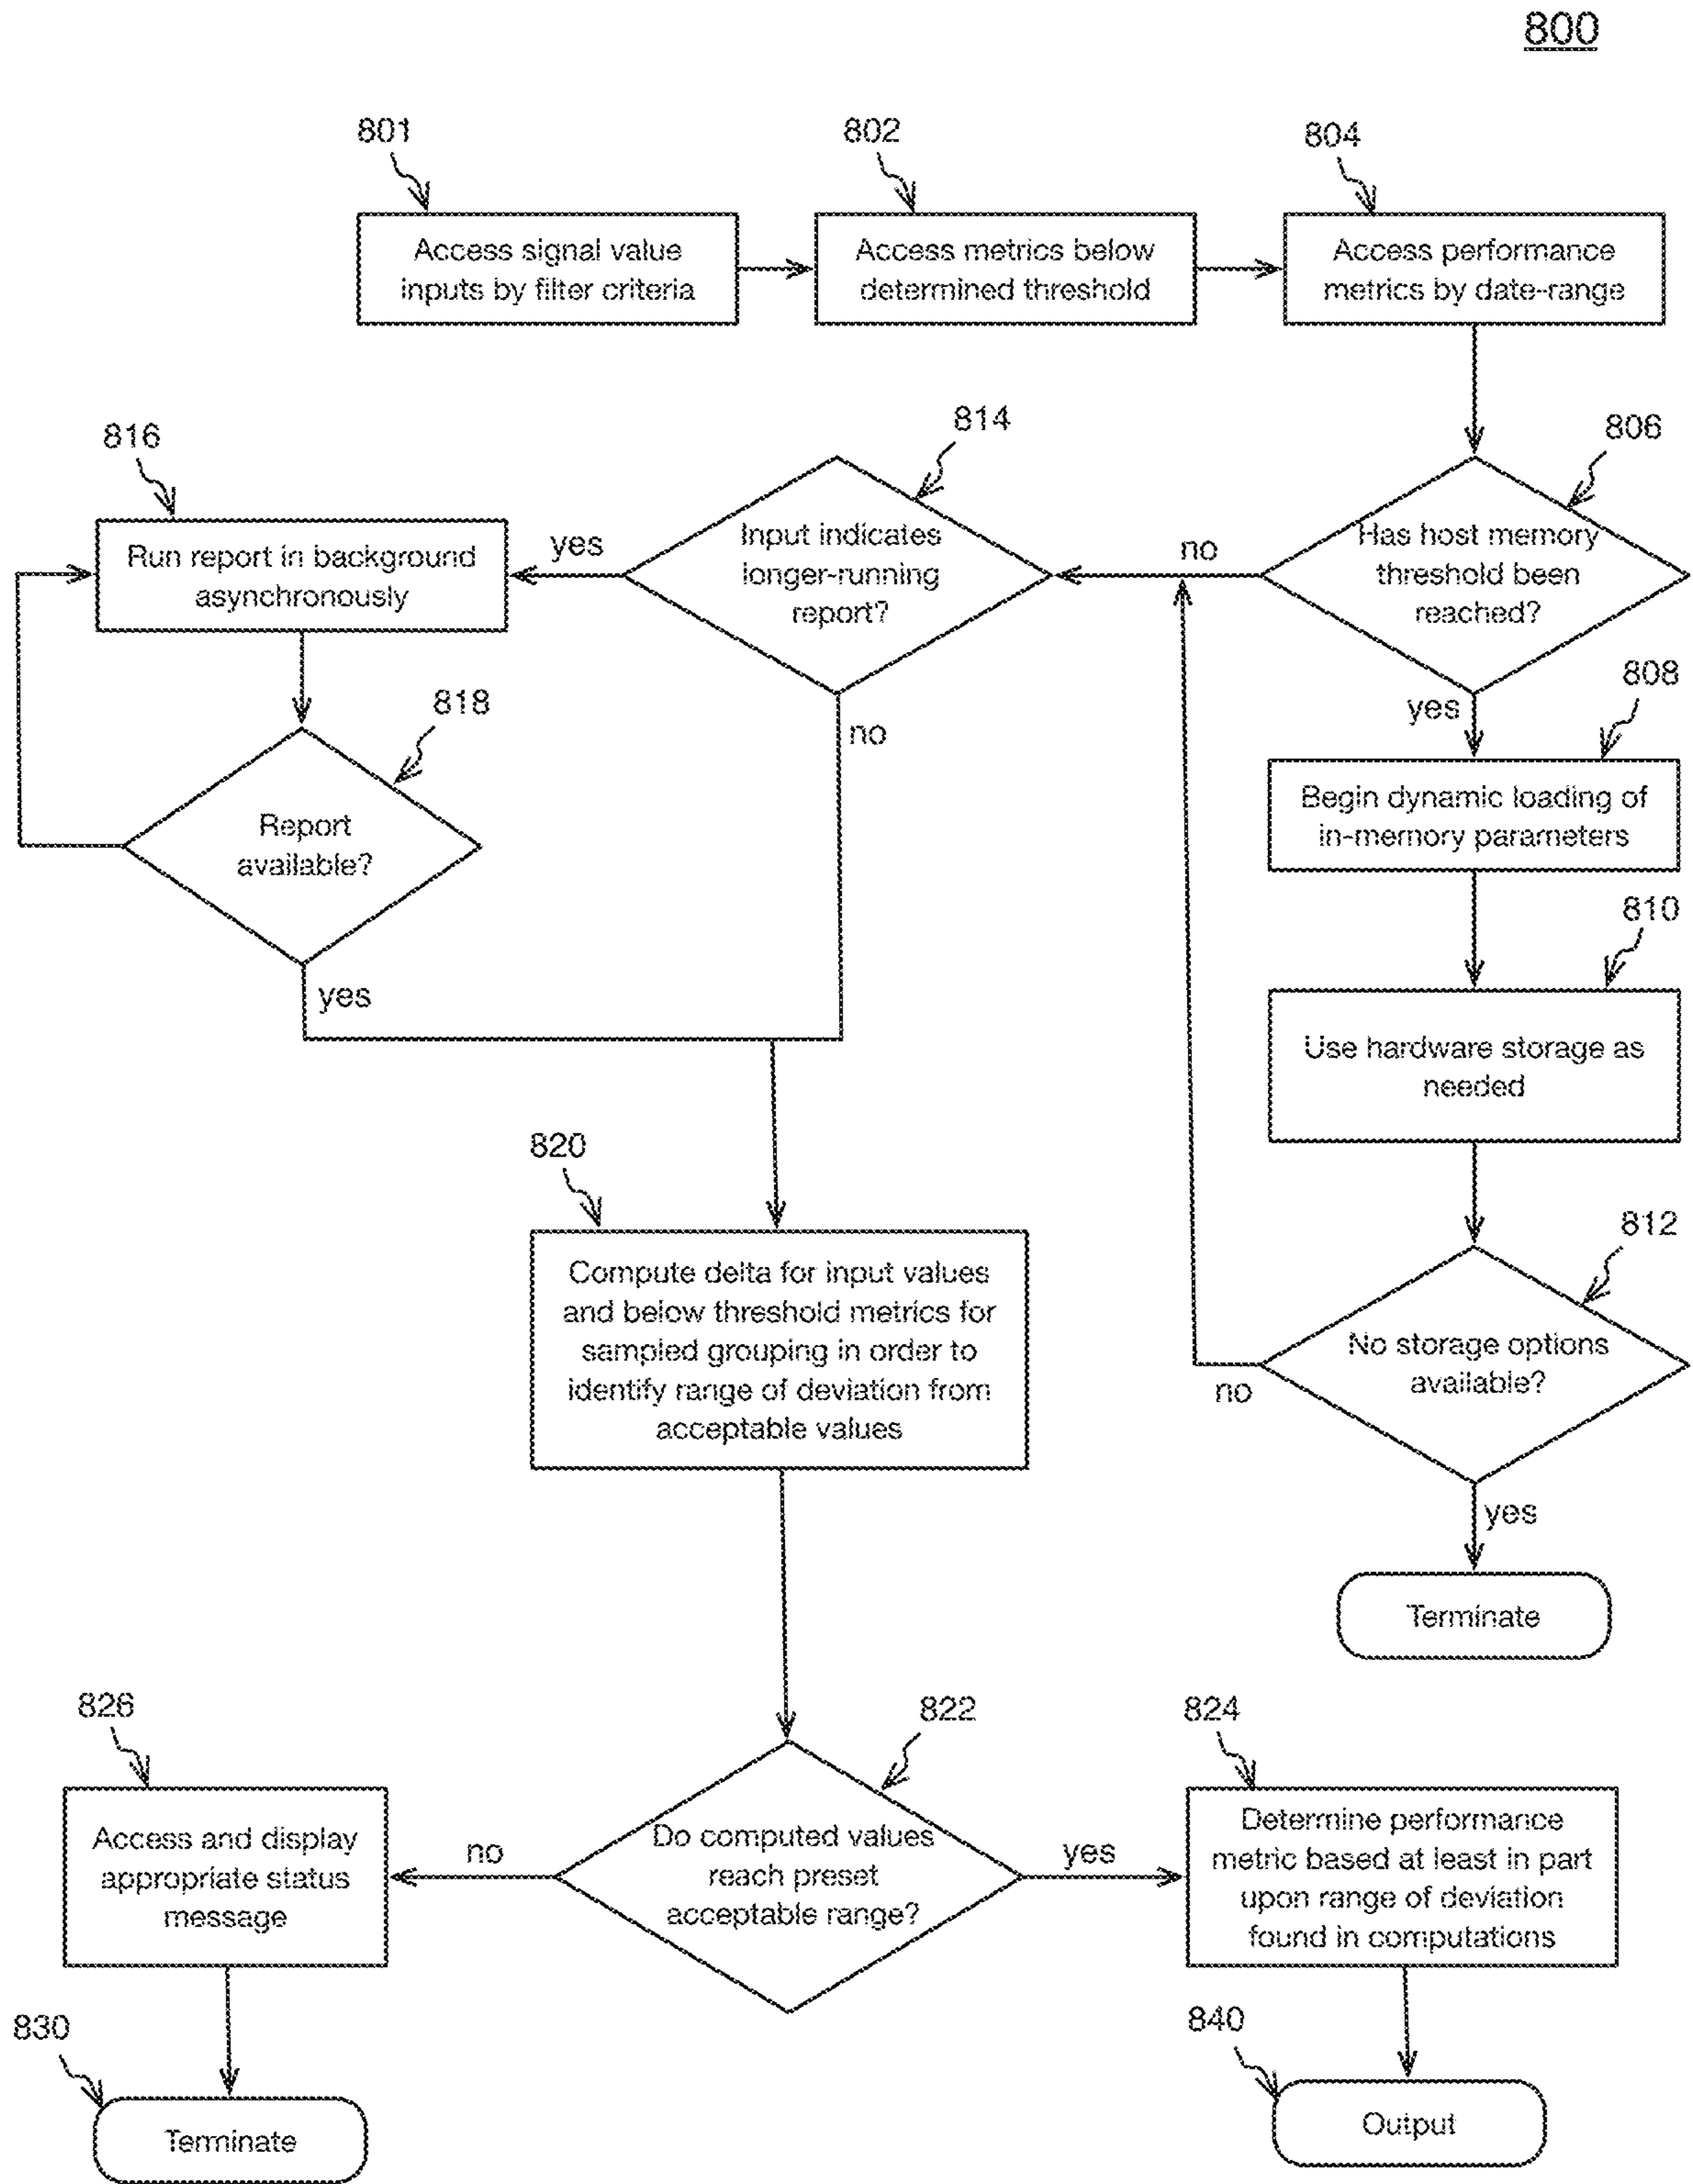 800
801
802
804
Access signal value
inputs by filter criteria
Access metrics below
determined threshold
Access performance
metrics by date-range
806
Has host memory
threshold been
reached?
no
yes
814
Input indicates
longer-running
report?
yes
no
816
Run report in background
asynchronously
818
Report
available?
yes
808
Begin dynamic loading of
in-memory parameters
810
Use hardware storage as
needed
812
No storage options
available?
no
yes
Terminate
820
Compute delta for input values
and below threshold metrics for
sampled grouping in order to
identify range of deviation from
acceptable values
822
Do computed values
reach preset
acceptable range?
no
yes
826
Access and display
appropriate status
message
830
Terminate
824
Determine performance
metric based at least in part
upon range of deviation
found in computations
840
Output